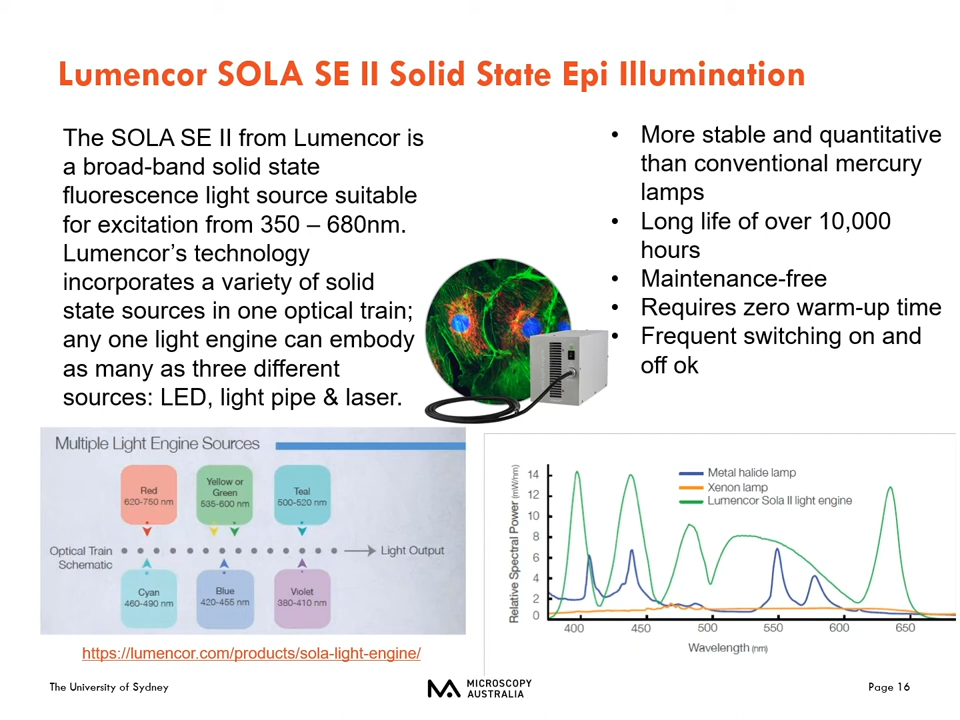 Lumencor SOLA SE II Solid State Epi Illumination
The SOLA SE II from Lumencor is
a broad-band solid state
fluorescence light source suitable
for excitation from 350 – 680nm.
Lumencor’s technology
incorporates a variety of solid
state sources in one optical train;
any one light engine can embody
as many as three different
sources: LED, light pipe & laser.
• More stable and quantitative
than conventional mercury
lamps
• Long life of over 10,000
hours
• Maintenance-free
• Requires zero warm-up time
• Frequent switching on and
off ok
Multiple Light Engine Sources
Red
620-750 nm
Yellow or
Green
535-600 nm
Teal
500-520 nm
Optical Train
Schematic
Light Output
Cyan
460-490 nm
Blue
420-455 nm
Violet
380-410 nm
https://lumencor.com/products/sola-light-engine/
Relative Spectral Power (mW/nm)
14
12
10
8
6
4
2
0
Metal halide lamp
Xenon lamp
Lumencor Sola II light engine
400 450 500 550 600 650
Wavelength (nm)
The University of Sydney
MICROSCOPY
AUSTRALIA
Page 16